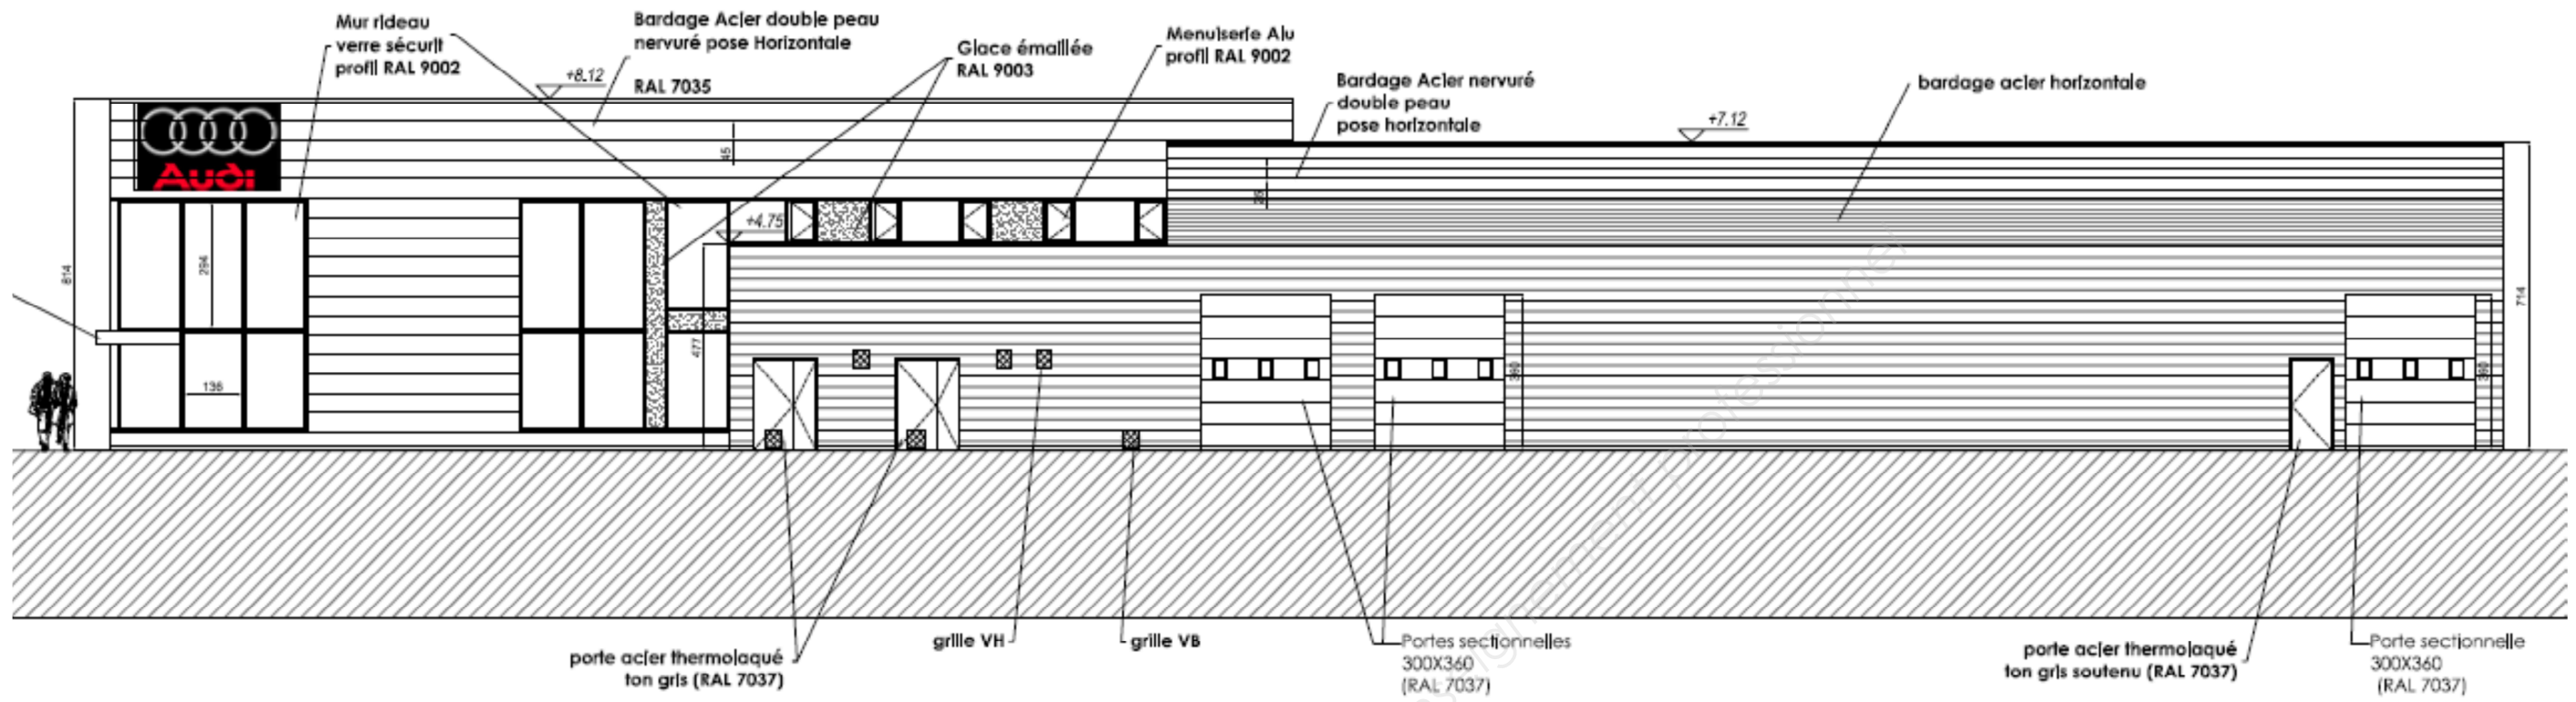 Mur rideau
verre sécurit
profil RAL 9002
Bardage Acier double peau
nervuré pose Horizontale
RAL 7035
+8.12
Glace émaillée
RAL 9003
Menuiserie Alu
profil RAL 9002
Bardage Acier nervuré
double peau
pose horizontale
+7.12
bardage acier horizontale
Audi
45
+4.75
814
294
136
477
360
360
714
porte acier thermolaqué
ton gris (RAL 7037)
grille VH
grille VB
Portes sectionnelles
300X360
(RAL 7037)
porte acier thermolaqué
ton gris soutenu (RAL 7037)
Porte sectionnelle
300X360
(RAL 7037)